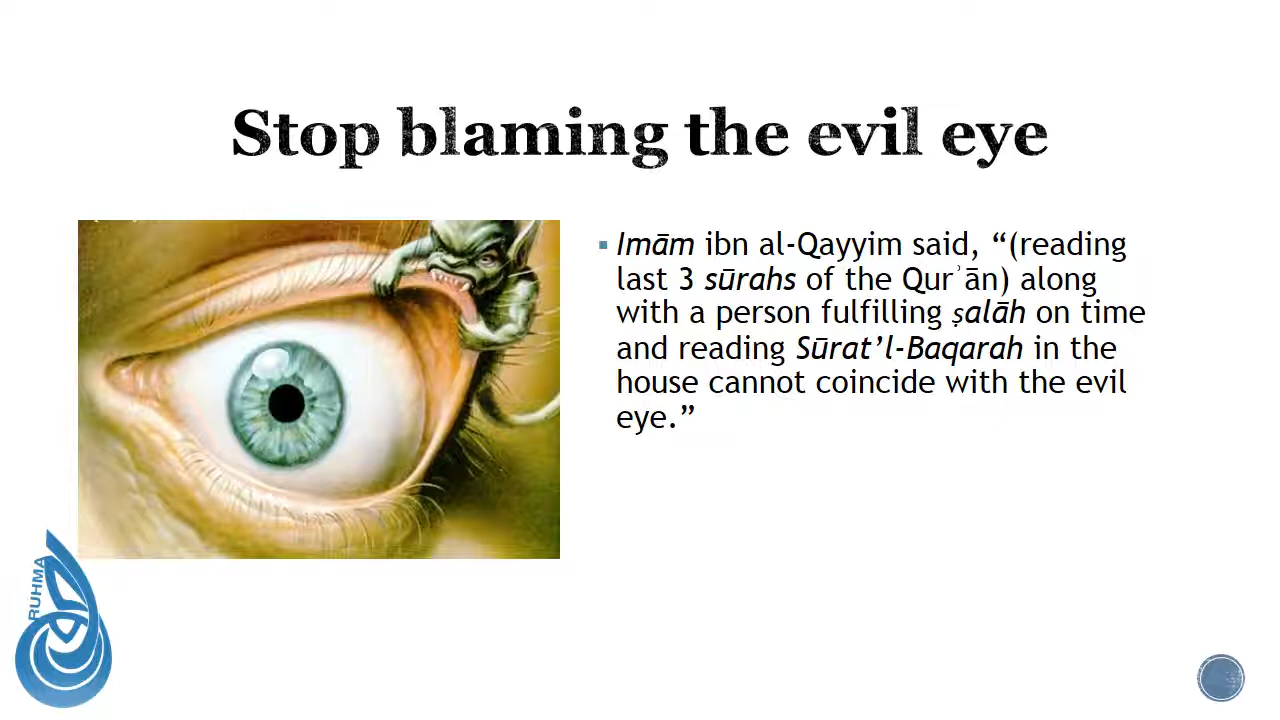 Stop blaming the evil eye
▪ Imām ibn al-Qayyim said, “(reading
last 3 sūrahs of the Qurʾān) along
with a person fulfilling ṣalāh on time
and reading Sūrat’l-Baqarah in the
house cannot coincide with the evil
eye.”
RUHMA